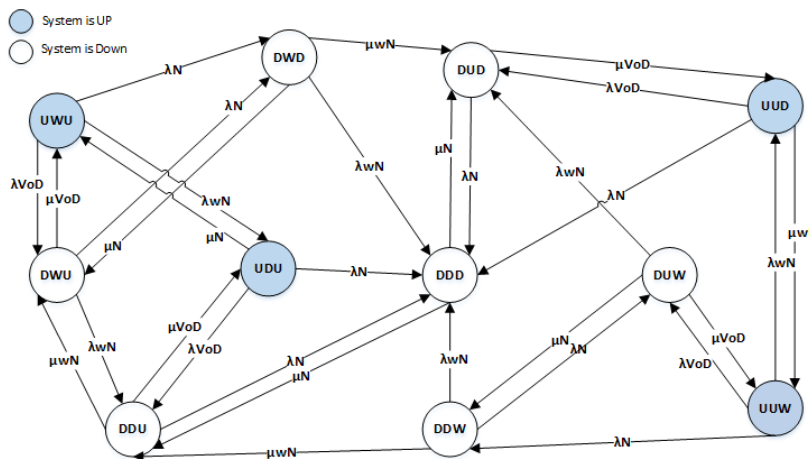 System is UP
System is Down
DWD
μwN
DUD
μVoD
λVoD
UUD
λN
UWU
λN
λwN
λVoD
μVoD
λwN
μN
μN
λwN
μN
λN
λwN
λN
μw
λwN
DWU
UDU
λN
DDD
DUW
μVoD
λVoD
μN
λN
μVoD
λVoD
μwN
λwN
λN
μN
λwN
DDU
DDW
UUW
μwN
λN